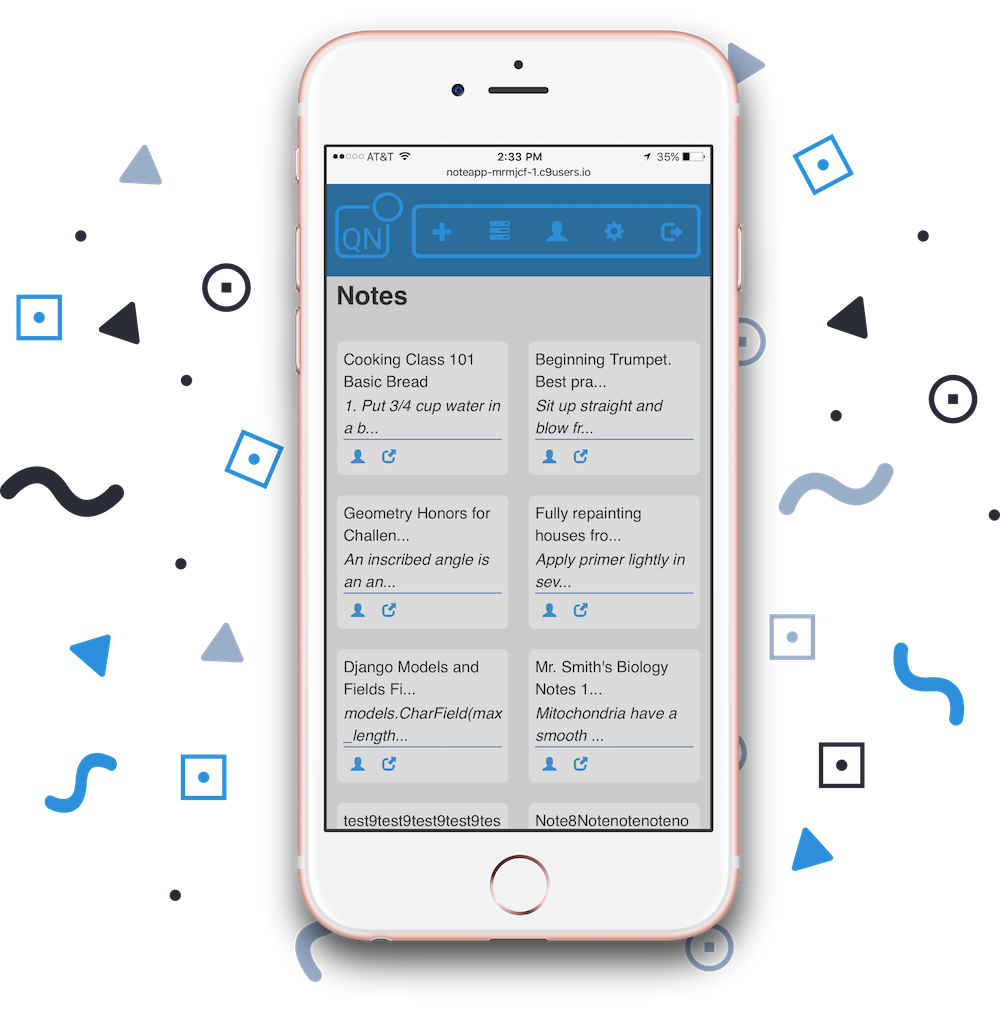 AT&T 2:33 PM 35%
noteapp-mrmjcf-1.c9users.io
QN
Notes
Cooking Class 101
Basic Bread
1. Put 3/4 cup water in
a b...
Beginning Trumpet.
Best pra...
Sit up straight and
blow fr...
Geometry Honors for
Challen...
An inscribed angle is
an an...
Fully repainting
houses fro...
Apply primer lightly in
sev...
Django Models and
Fields Fi...
models.CharField(max
_length...
Mr. Smith's Biology
Notes 1...
Mitochondria have a
smooth ...
test9test9test9test9tes
Note8Notenotenoteno